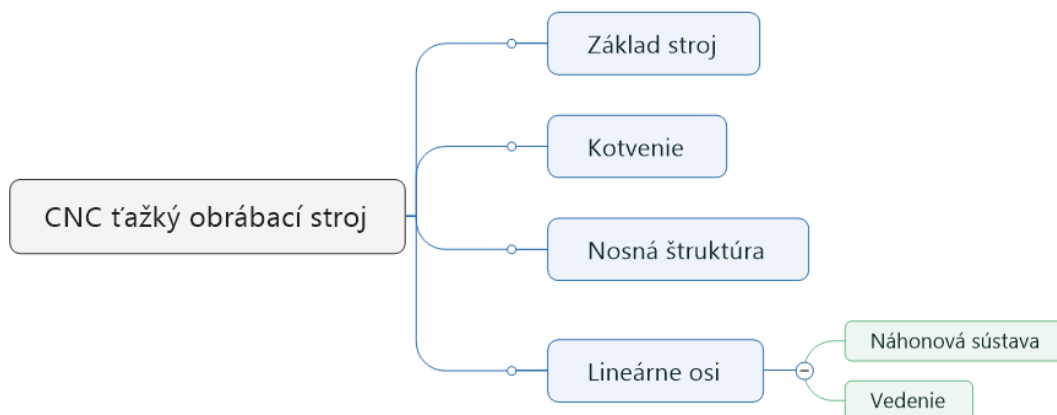 Základ stroj
Kotvenie
CNC ťažký obrábací stroj
Nosná štruktúra
Náhonová sústava
Lineárne osi
Vedenie